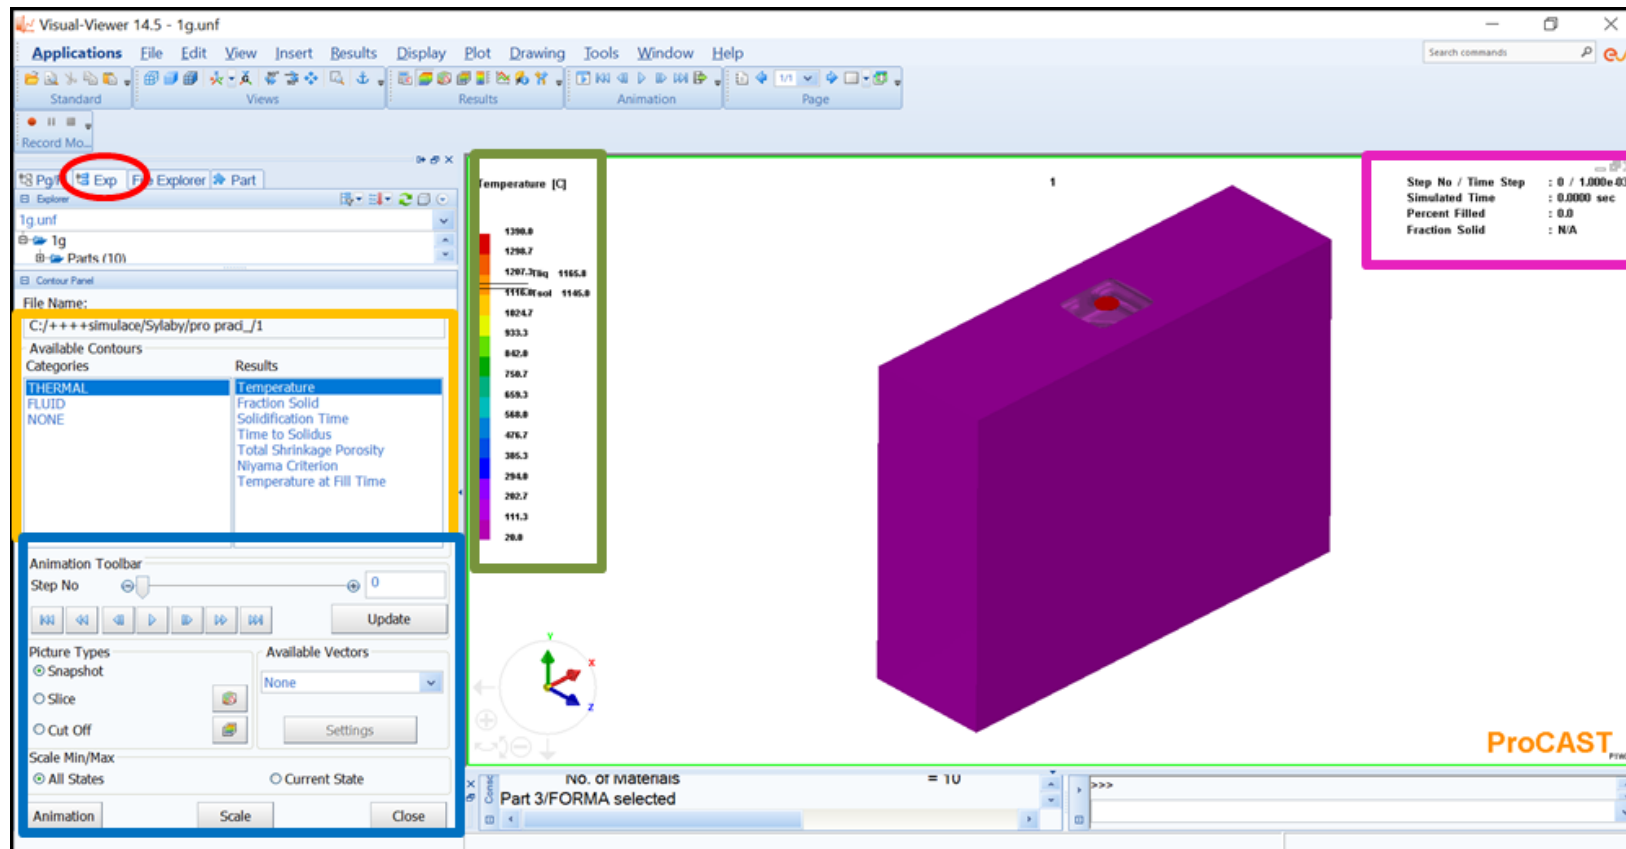 Visual-Viewer 14.5 - 1g.unf
Applications File Edit View Insert Results Display Plot Drawing Tools Window Help
Search commands
1/1
Standard Views Results Animation Page
Record Mo...
Exp File Explorer Part
Explorer
1g.unf
1g
Parts (10)
Contour Panel
File Name:
C:/++++simulace/Sylaby/pro praci_/1
Available Contours
Categories Results
THERMAL Temperature
FLUID Fraction Solid
NONE Solidification Time
Time to Solidus
Total Shrinkage Porosity
Niyama Criterion
Temperature at Fill Time
Animation Toolbar
Step No 0
Update
Picture Types Available Vectors
Snapshot
None
Slice
Cut Off Settings
Scale Min/Max
All States Current State
Animation Scale Close
Temperature [C]
1390.0
1298.7
1207.3 Tliq 1165.0
1116.0 Tsol 1145.0
1024.7
933.3
842.0
750.7
659.3
568.0
476.7
385.3
294.0
202.7
111.3
20.0
1
Step No / Time Step : 0 / 1.000e-03
Simulated Time : 0.0000 sec
Percent Filled : 0.0
Fraction Solid : N/A
Y
X
Z
ProCAST
No. of Materials = 10
Part 3/FORMA selected
>>>